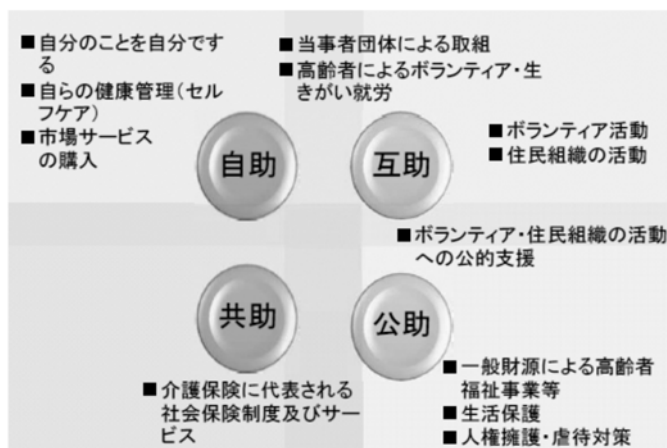 ■自分のことを自分です
る
■自らの健康管理(セル
フケア)
■市場サービス
の購入
■当事者団体による取組
■高齢者によるボランティア・生
きがい就労
■ボランティア活動
■住民組織の活動
自助
互助
■ボランティア・住民組織の活動
への公的支援
共助
公助
■介護保険に代表される
社会保険制度及びサー
ビス
■一般財源による高齢者
福祉事業等
■生活保護
■人権擁護・虐待対策